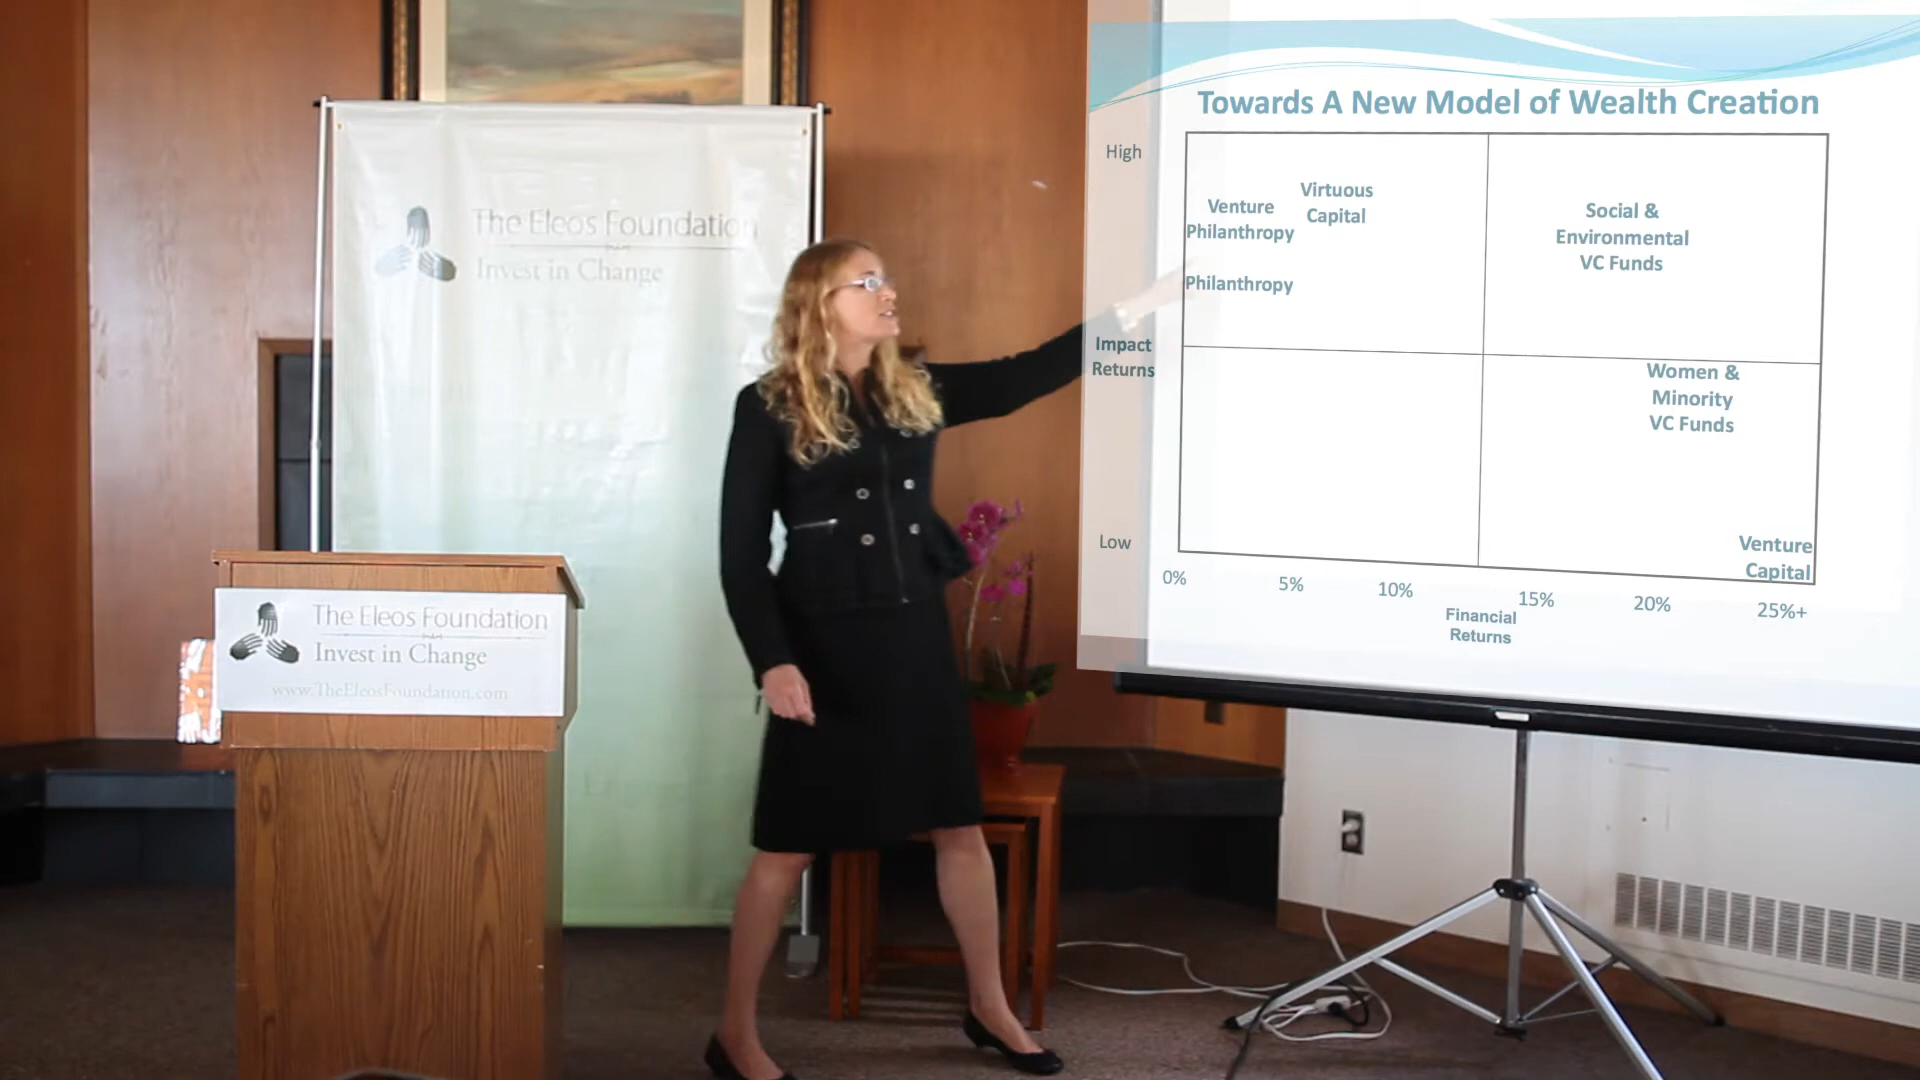 The Eleos Foundation
Invest in Change
The Eleos Foundation
Invest in Change
www.TheEleosFoundation.com
Towards A New Model of Wealth Creation
High
Impact
Returns
Low
Venture
Philanthropy
Virtuous
Capital
Philanthropy
Social &
Environmental
VC Funds
Women &
Minority
VC Funds
Venture
Capital
0%
5%
10%
15%
20%
25%+
Financial
Returns